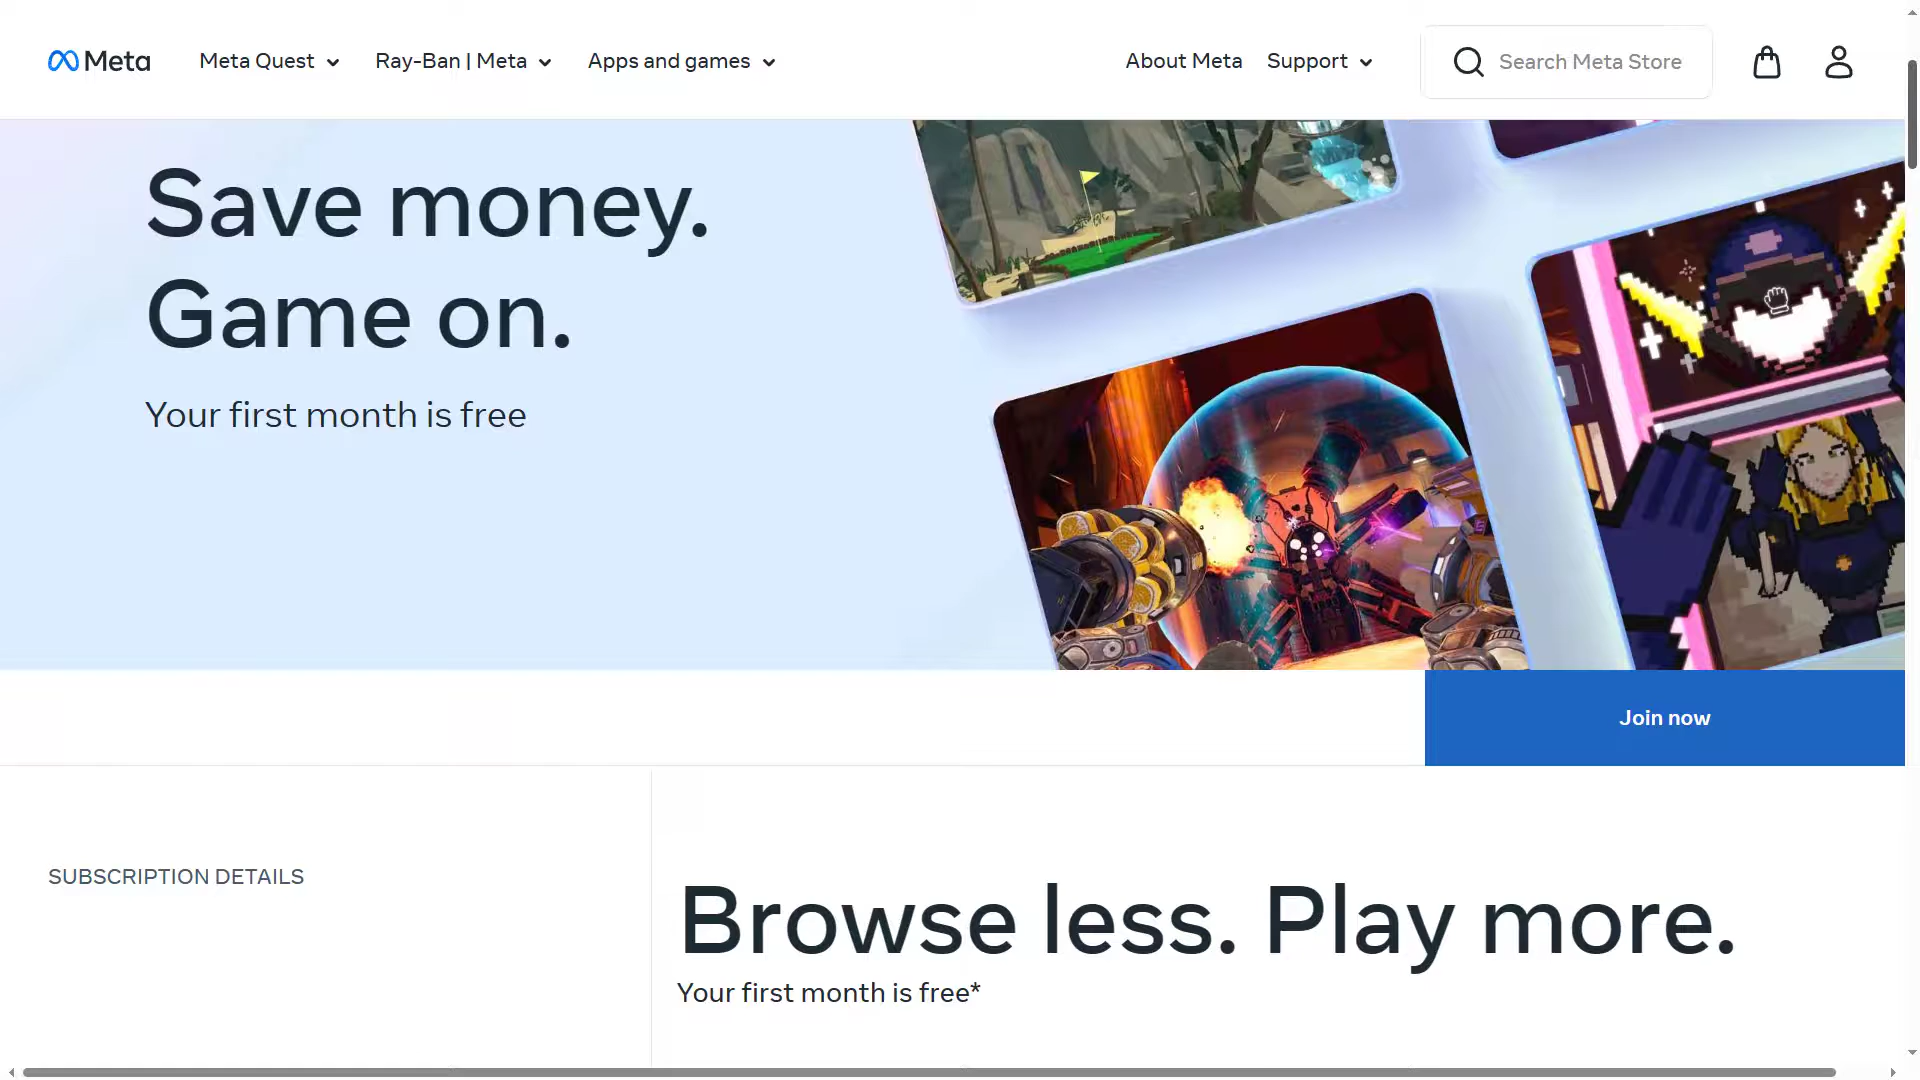 Meta
Meta Quest
Ray-Ban | Meta
Apps and games
About Meta
Support
Search Meta Store
Save money.
Game on.
Your first month is free
Join now
SUBSCRIPTION DETAILS
Browse less. Play more.
Your first month is free*